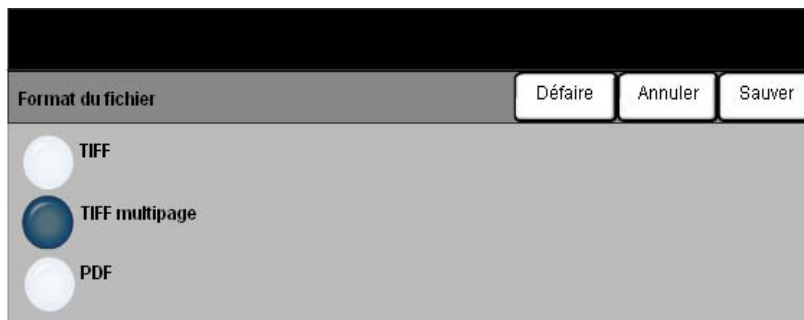 Format du fichier Défaire Annuler Sauver
TIFF
TIFF multipage
PDF